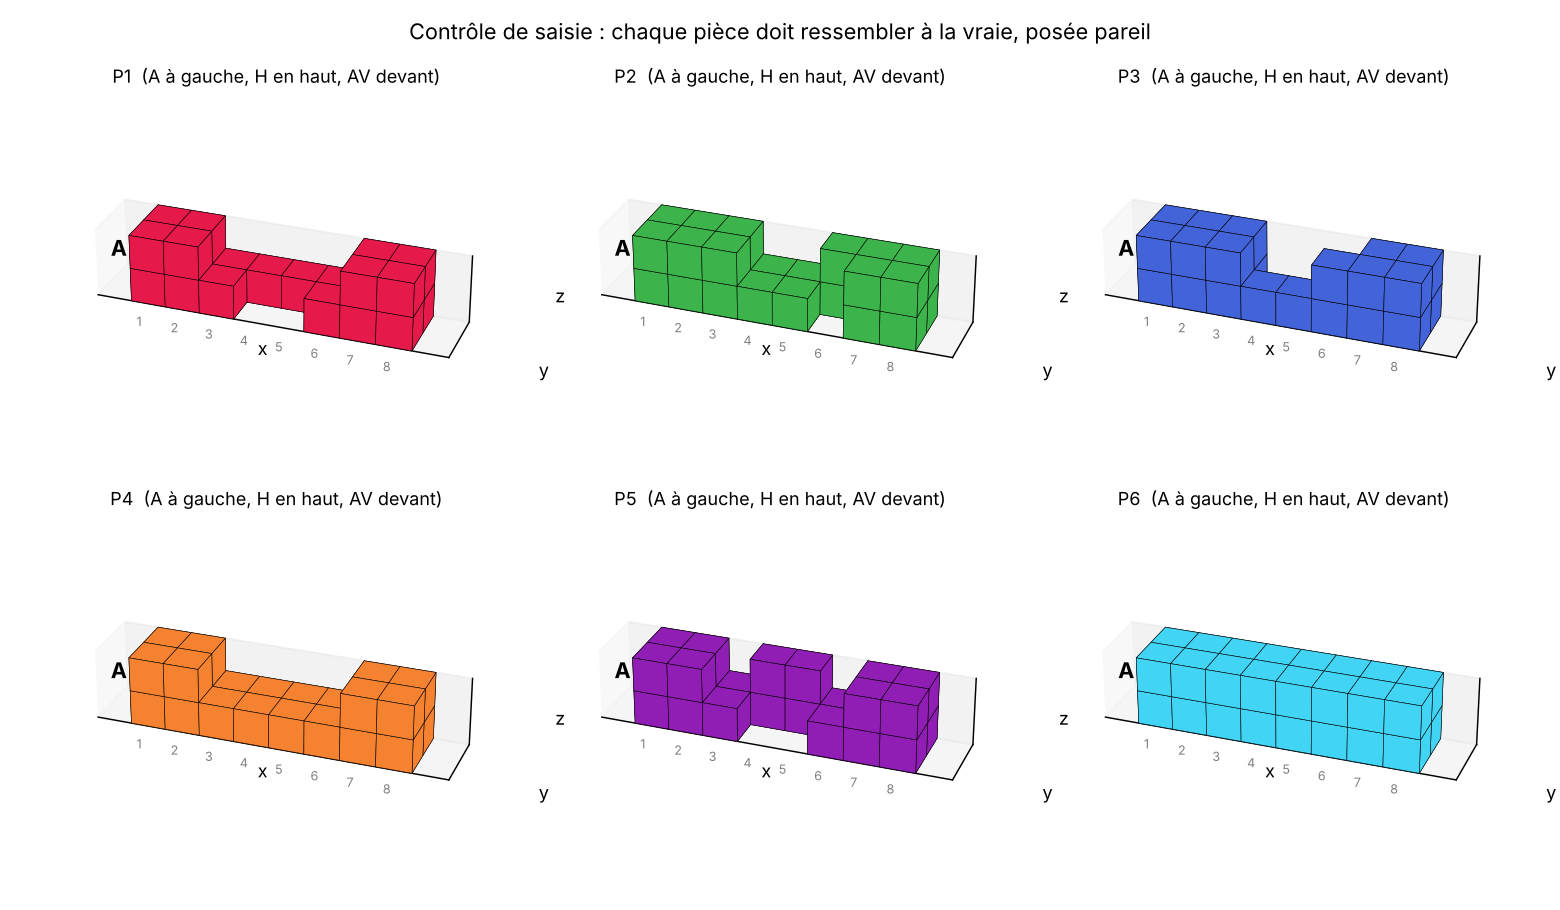 Contrôle de saisie : chaque pièce doit ressembler à la vraie, posée pareil
P1 (A à gauche, H en haut, AV devant)
A
1
2
3
4
5
6
7
8
x
y
z
P2 (A à gauche, H en haut, AV devant)
A
1
2
3
4
5
6
7
8
x
y
z
P3 (A à gauche, H en haut, AV devant)
A
1
2
3
4
5
6
7
8
x
y
P4 (A à gauche, H en haut, AV devant)
A
1
2
3
4
5
6
7
8
x
y
z
P5 (A à gauche, H en haut, AV devant)
A
1
2
3
4
5
6
7
8
x
y
z
P6 (A à gauche, H en haut, AV devant)
A
1
2
3
4
5
6
7
8
x
y